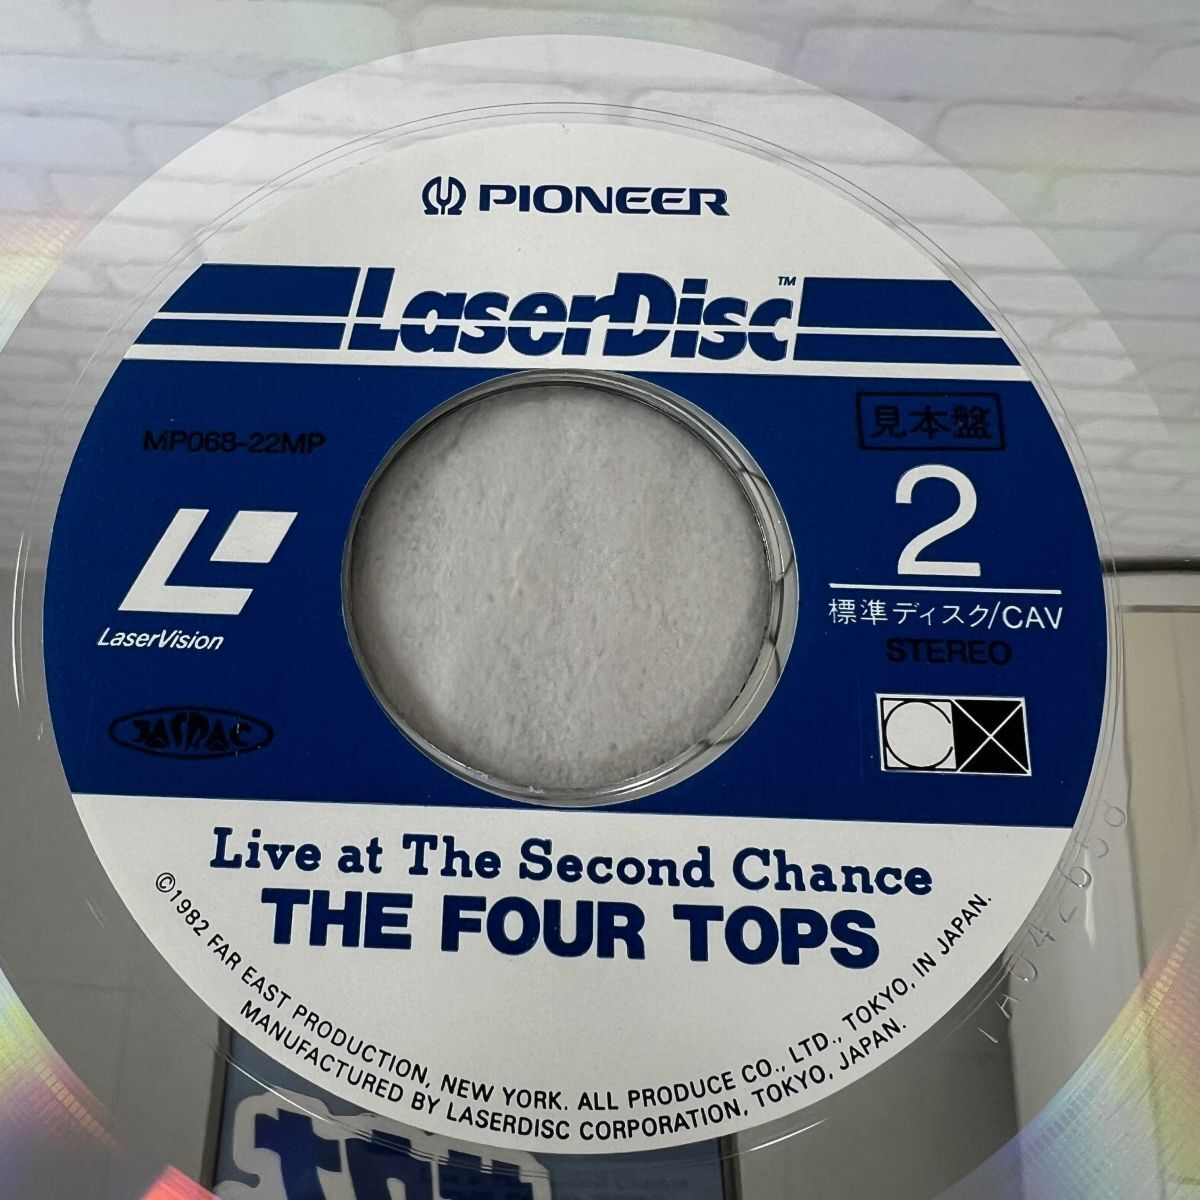 PIONEER
LaserDisc™
MP068-22MP
見本盤
2
標準ディスク/CAV
STEREO
LaserVision
JASRAC
CX
Live at The Second Chance
THE FOUR TOPS
©1982 FAR EAST PRODUCTION, NEW YORK. ALL PRODUCE CO., LTD., TOKYO, IN JAPAN.
MANUFACTURED BY LASERDISC CORPORATION, TOKYO, JAPAN.